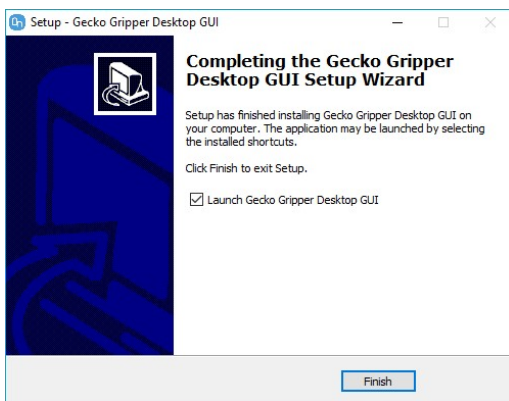 Setup - Gecko Gripper Desktop GUI
Completing the Gecko Gripper
Desktop GUI Setup Wizard
Setup has finished installing Gecko Gripper Desktop GUI on
your computer. The application may be launched by selecting
the installed shortcuts.
Click Finish to exit Setup.
Launch Gecko Gripper Desktop GUI
Finish